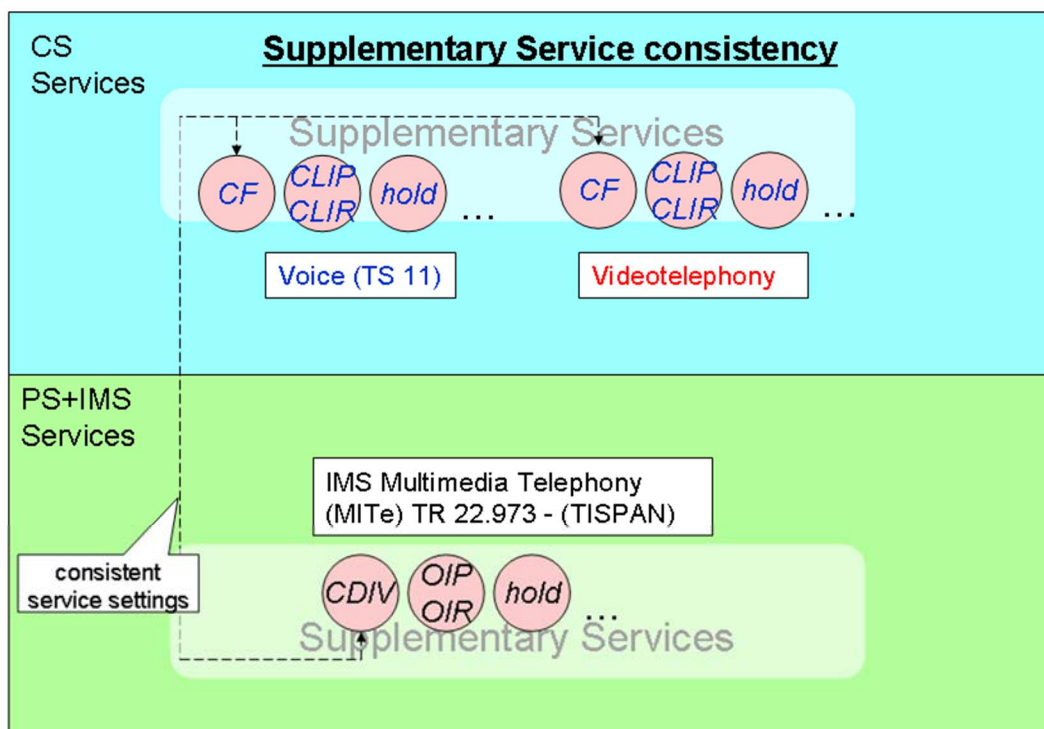 CS
Services
Supplementary Service consistency
Supplementary Services
CF
CLIP
CLIR
hold
...
CF
CLIP
CLIR
hold
...
Voice (TS 11)
Videotelephony
PS+IMS
Services
IMS Multimedia Telephony
(MITe) TR 22.973 - (TISPAN)
consistent
service settings
CDIV
OIP
OIR
hold
...
Supplementary Services